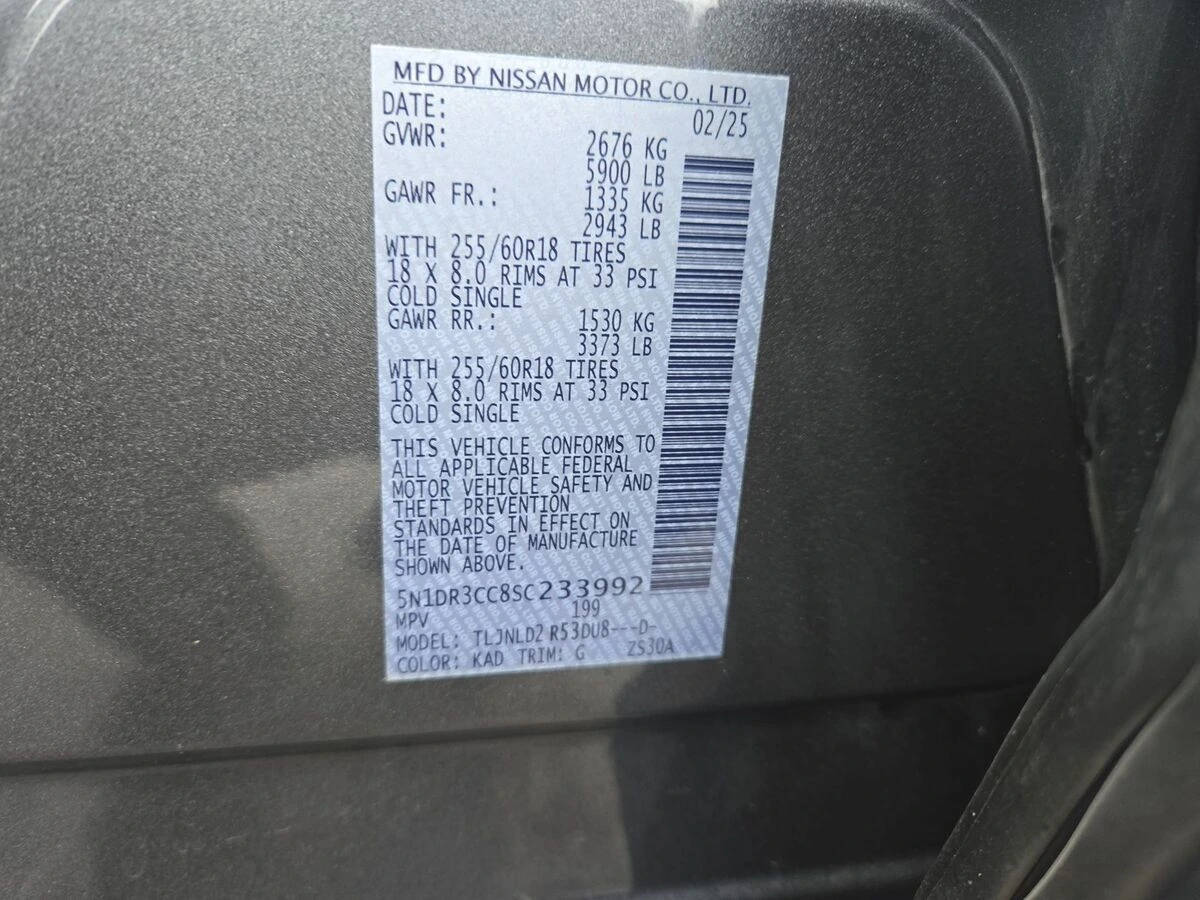 MFD BY NISSAN MOTOR CO., LTD.
DATE: 02/25
GVWR: 2676 KG
5900 LB
GAWR FR.: 1335 KG
2943 LB
WITH 255/60R18 TIRES
18 X 8.0 RIMS AT 33 PSI
COLD SINGLE
GAWR RR.: 1530 KG
3373 LB
WITH 255/60R18 TIRES
18 X 8.0 RIMS AT 33 PSI
COLD SINGLE
THIS VEHICLE CONFORMS TO
ALL APPLICABLE FEDERAL
MOTOR VEHICLE SAFETY AND
THEFT PREVENTION
STANDARDS IN EFFECT ON
THE DATE OF MANUFACTURE
SHOWN ABOVE.
5N1DR3CC8SC233992
MPV 199
MODEL: TLJNLD2 R53DU8---D-
COLOR: KAD TRIM: G ZS30A